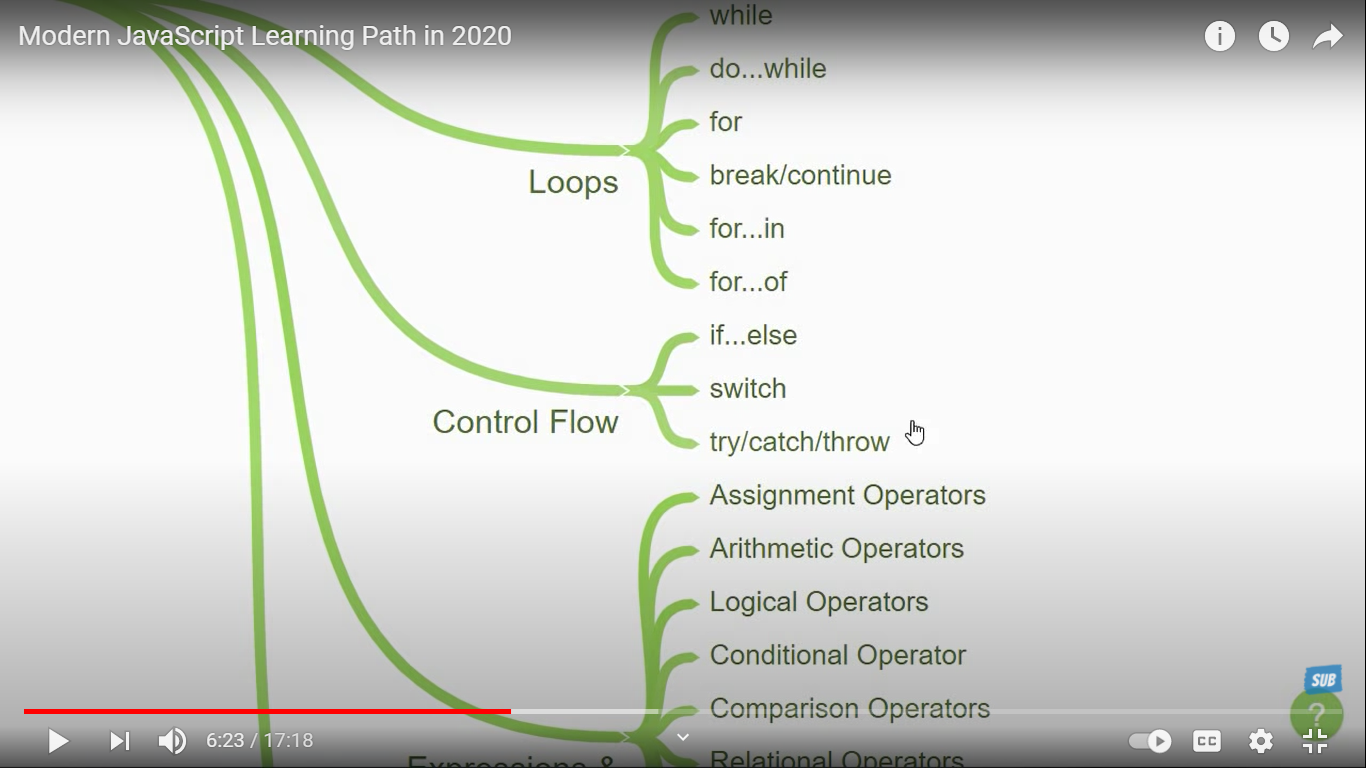 Modern JavaScript Learning Path in 2020
while
do...while
for
break/continue
Loops
for...in
for...of
if...else
switch
Control Flow
try/catch/throw
Assignment Operators
Arithmetic Operators
Logical Operators
Conditional Operator
SUB
?
Comparison Operators
6:23 / 17:18
CC
Expressions &
Relational Operators